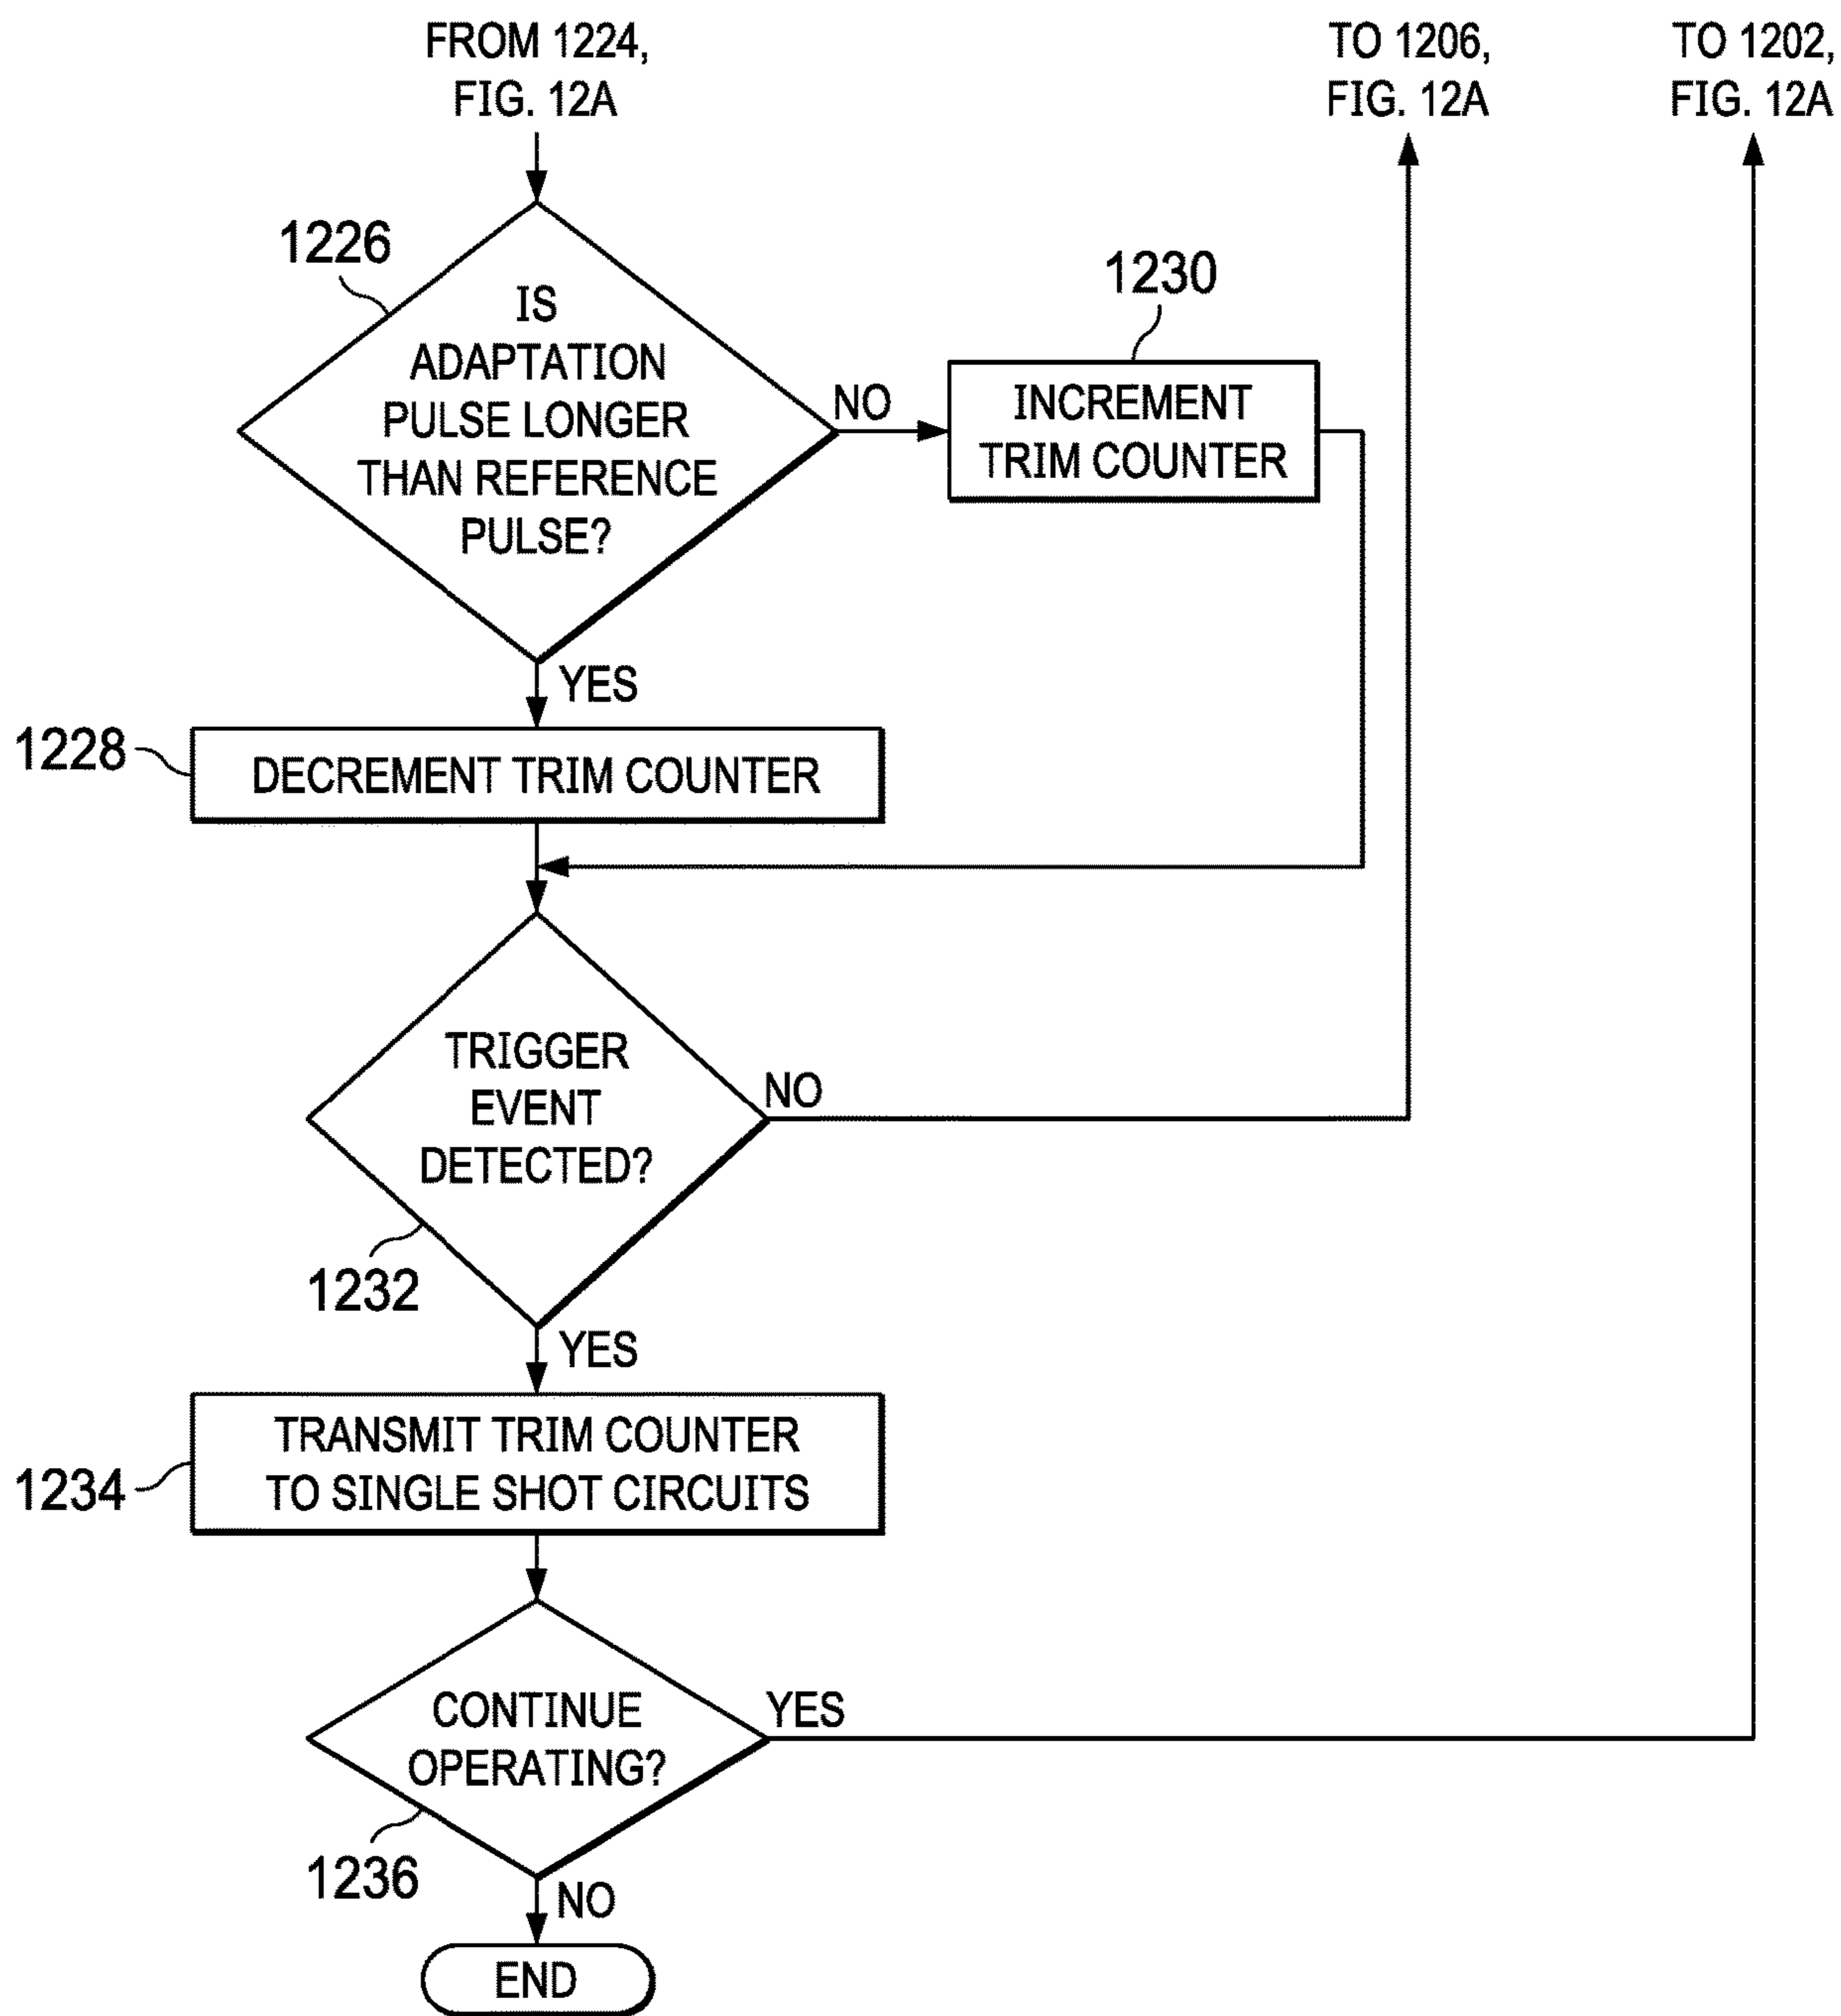 FROM 1224,
FIG. 12A
TO 1206,
FIG. 12A
TO 1202,
FIG. 12A
1226
IS
ADAPTATION
PULSE LONGER
THAN REFERENCE
PULSE?
NO
1230
INCREMENT
TRIM COUNTER
YES
1228
DECREMENT TRIM COUNTER
TRIGGER
EVENT
DETECTED?
NO
1232
YES
1234
TRANSMIT TRIM COUNTER
TO SINGLE SHOT CIRCUITS
CONTINUE
OPERATING?
YES
1236
NO
END